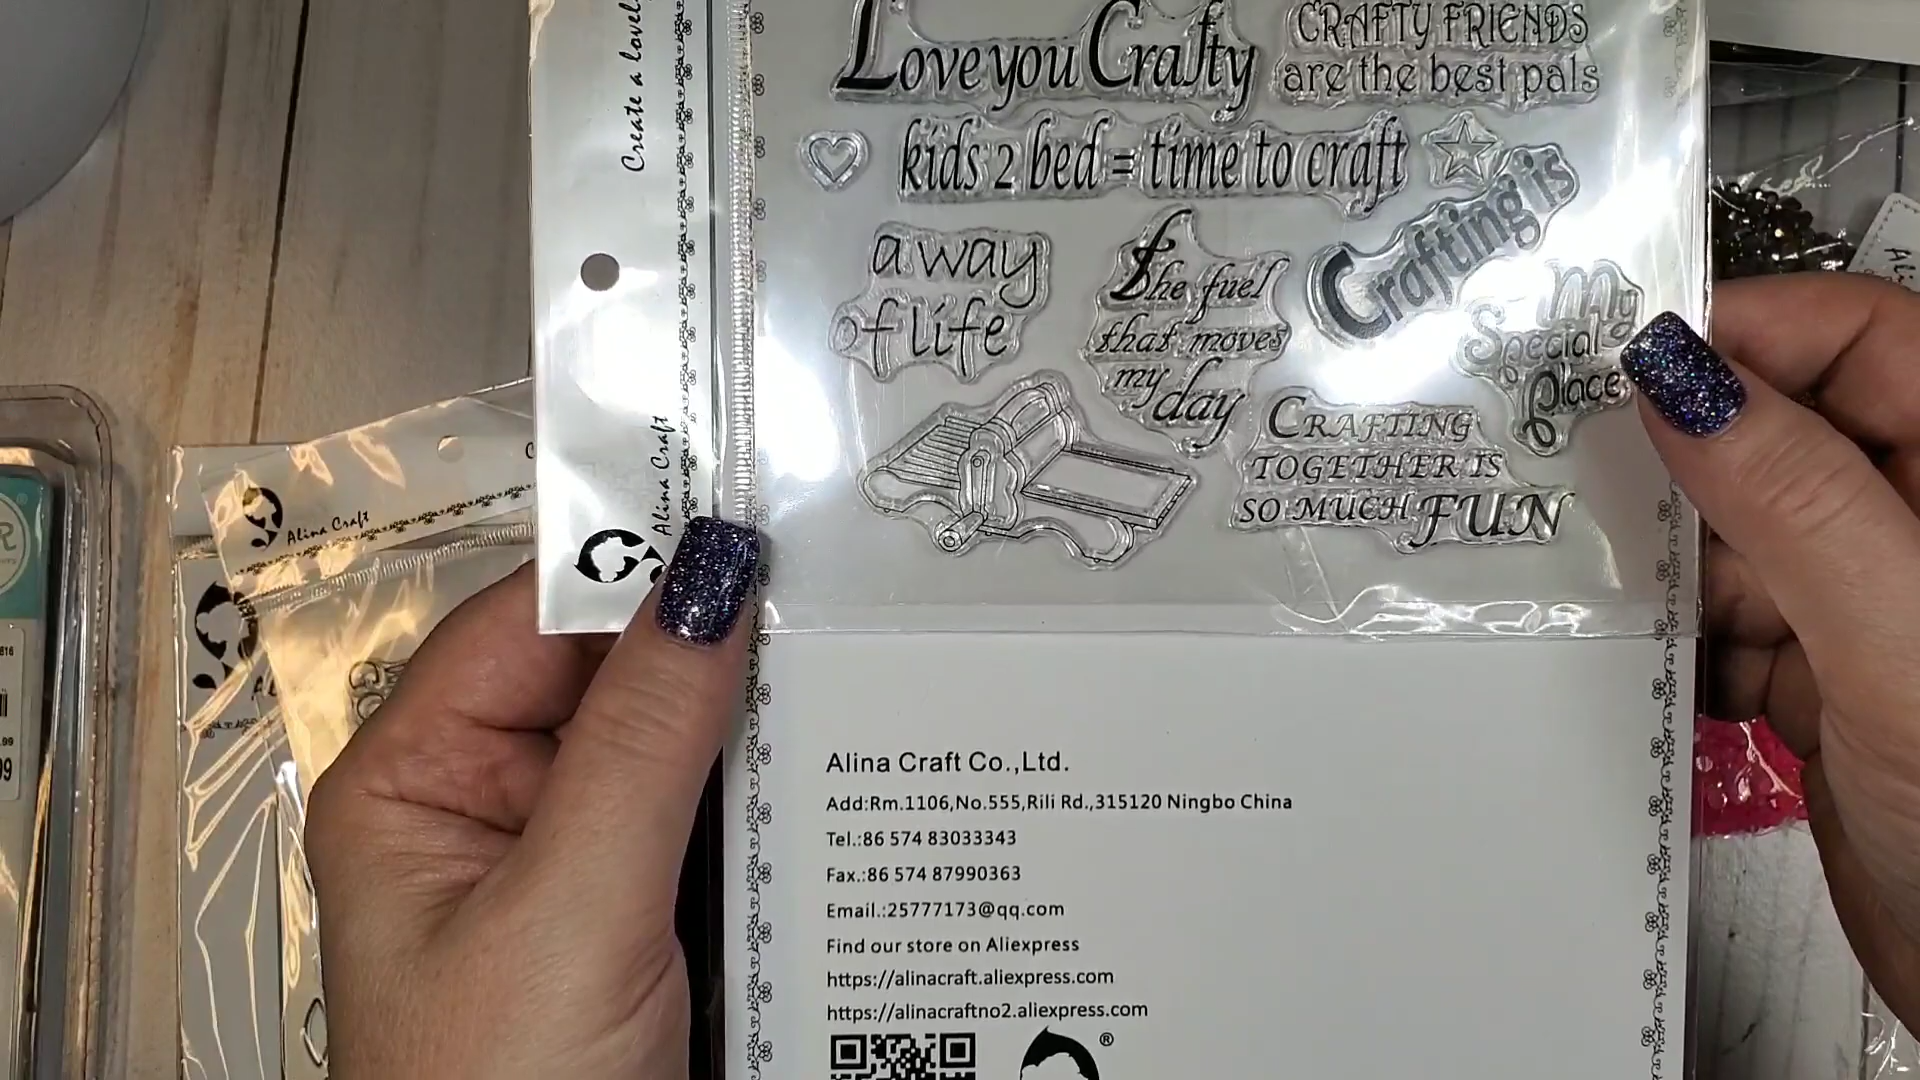 Create a lovel
Alina Craft
Love you Crafty
CRAFTY FRIENDS
are the best pals
kids 2 bed = time to craft
Crafting is
a way
of life
The fuel
that moves
my day
My
Special
Place
CRAFTING
TOGETHER IS
SO MUCH FUN
Alina Craft
R
816
.99
99
Alina Craft Co.,Ltd.
Add:Rm.1106,No.555,Rili Rd.,315120 Ningbo China
Tel.:86 574 83033343
Fax.:86 574 87990363
Email.:25777173@qq.com
Find our store on Aliexpress
https://alinacraft.aliexpress.com
https://alinacraftno2.aliexpress.com
®